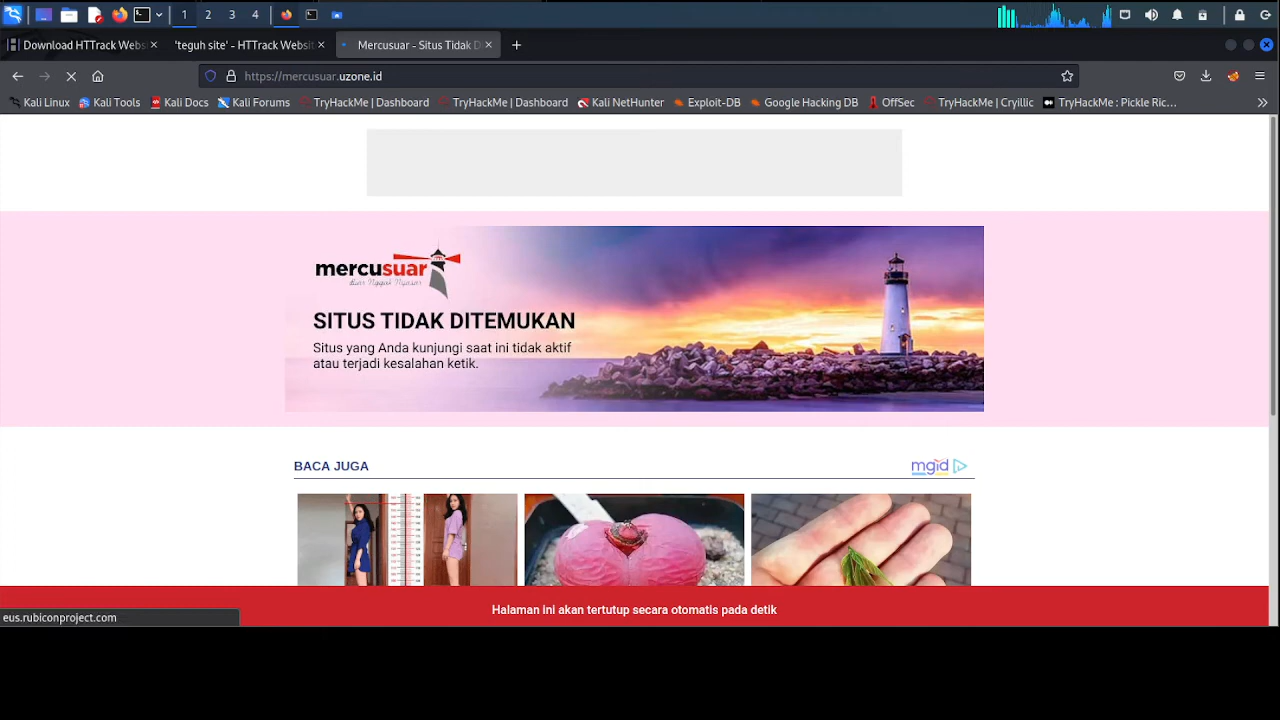 1 2 3 4
Download HTTrack Webs
'teguh site' - HTTrack Websit
Mercusuar - Situs Tidak D
https://mercusuar.uzone.id
Kali Linux
Kali Tools
Kali Docs
Kali Forums
TryHackMe | Dashboard
TryHackMe | Dashboard
Kali NetHunter
Exploit-DB
Google Hacking DB
OffSec
TryHackMe | Cryillic
TryHackMe : Pickle Ric...
mercusuar
SITUS TIDAK DITEMUKAN
Situs yang Anda kunjungi saat ini tidak aktif
atau terjadi kesalahan ketik.
BACA JUGA
mgid
Halaman ini akan tertutup secara otomatis pada detik
eus.rubiconproject.com